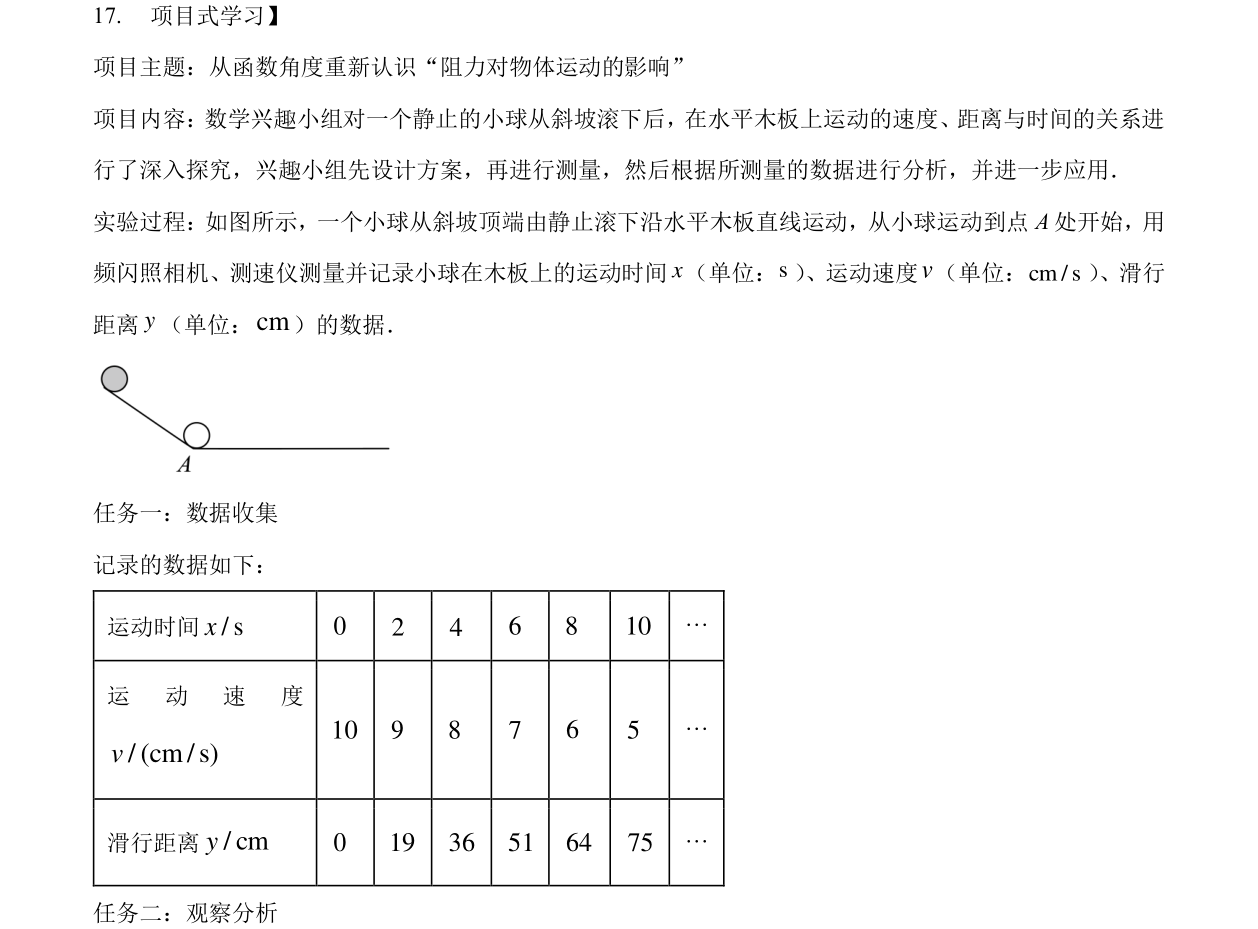 17. 项目式学习】
项目主题：从函数角度重新认识“阻力对物体运动的影响”
项目内容：数学兴趣小组对一个静止的小球从斜坡滚下后，在水平木板上运动的速度、距离与时间的关系进
行了深入探究，兴趣小组先设计方案，再进行测量，然后根据所测量的数据进行分析，并进一步应用．
实验过程：如图所示，一个小球从斜坡顶端由静止滚下沿水平木板直线运动，从小球运动到点 A 处开始，用
频闪照相机、测速仪测量并记录小球在木板上的运动时间 x（单位：s）、运动速度 v（单位：cm/s）、滑行
距离 y（单位：cm）的数据．
A
任务一：数据收集
记录的数据如下：
运动时间 x/s 0 2 4 6 8 10 …
运动速度
v/(cm/s) 10 9 8 7 6 5 …
滑行距离 y/cm 0 19 36 51 64 75 …
任务二：观察分析